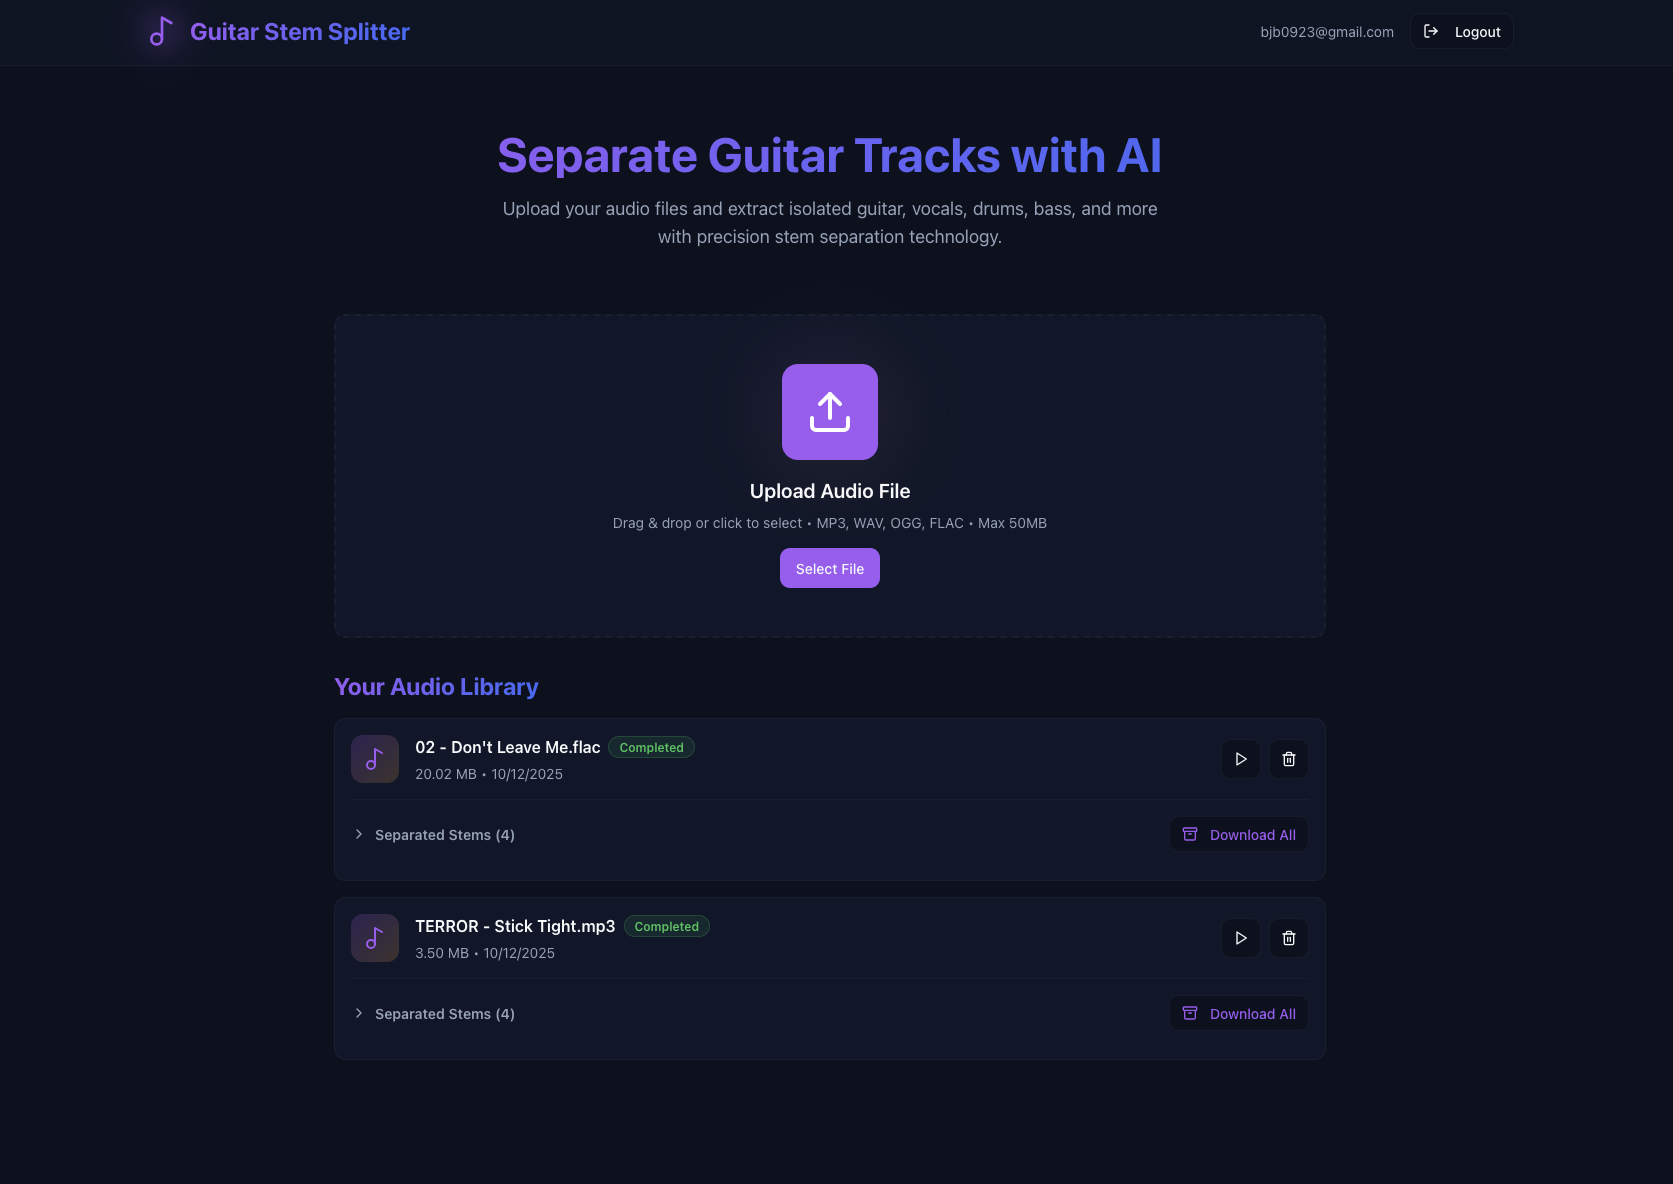 Guitar Stem Splitter
bjb0923@gmail.com
Logout
Separate Guitar Tracks with AI
Upload your audio files and extract isolated guitar, vocals, drums, bass, and more
with precision stem separation technology.
Upload Audio File
Drag & drop or click to select • MP3, WAV, OGG, FLAC • Max 50MB
Select File
Your Audio Library
02 - Don't Leave Me.flac
Completed
20.02 MB • 10/12/2025
Separated Stems (4)
Download All
TERROR - Stick Tight.mp3
Completed
3.50 MB • 10/12/2025
Separated Stems (4)
Download All